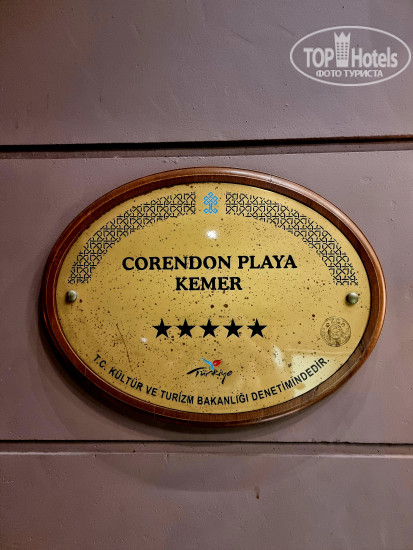 TOP Hotels
ФОТО ТУРИСТА
CORENDON PLAYA
KEMER
Türkiye
T.C. KÜLTÜR VE TURİZM BAKANLIĞI DENETİMİNDEDİR.